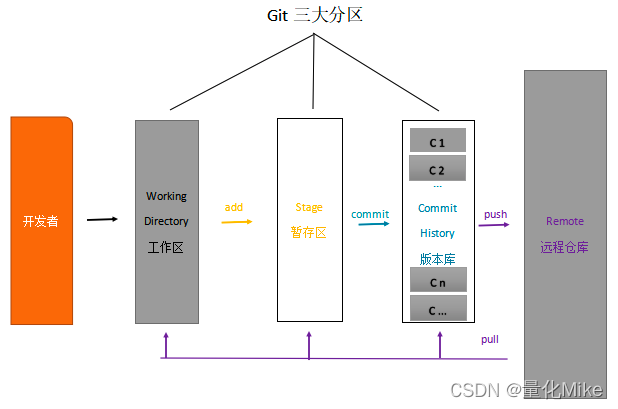 Git 三大分区
开发者
Working
Directory
工作区
add
Stage
暂存区
commit
C 1
C 2
...
Commit
History
版本库
C n
C ...
push
Remote
远程仓库
pull
CSDN @量化Mike